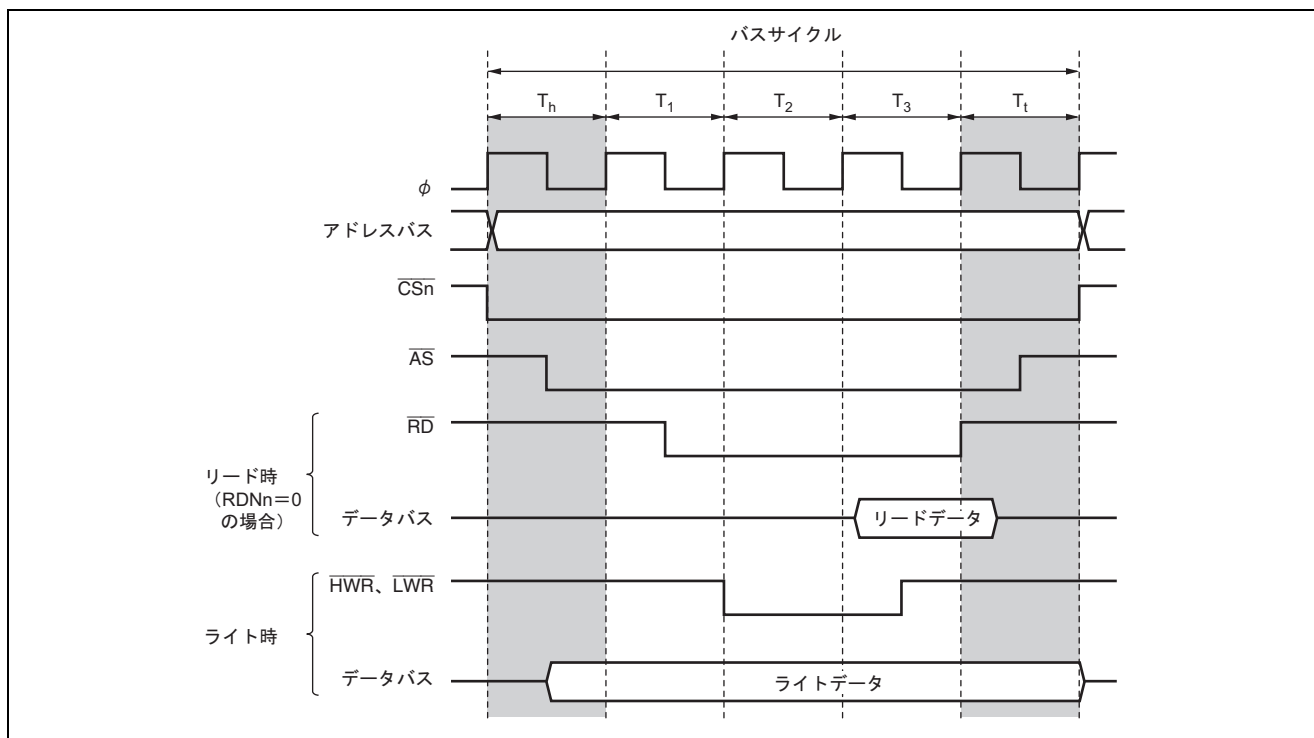 バスサイクル
Th T1 T2 T3 Tt
φ
アドレスバス
CSn
AS
RD
リード時
（RDNn＝0
の場合）
データバス
リードデータ
HWR、LWR
ライト時
データバス
ライトデータ